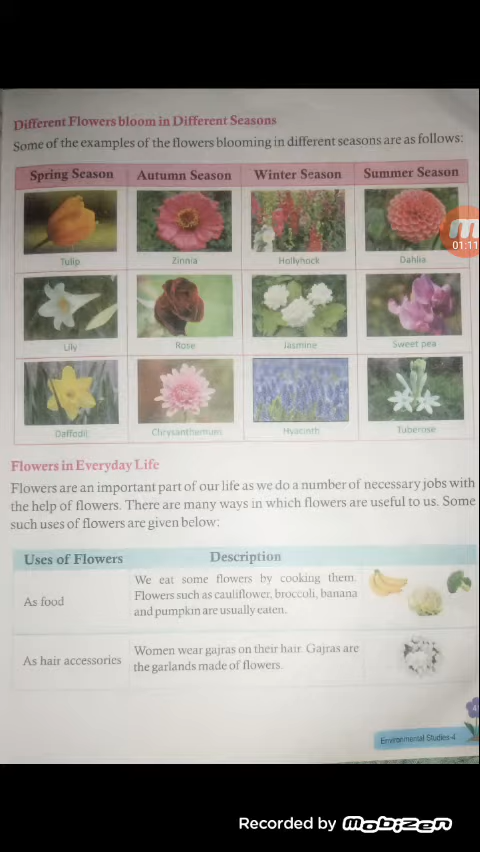 Different Flowers bloom in Different Seasons
Some of the examples of the flowers blooming in different seasons are as follows:
Spring Season Autumn Season Winter Season Summer Season
Tulip Zinnia Hollyhock Dahlia
01:11
Lily Rose Jasmine Sweet pea
Daffodil Chrysanthemum Hyacinth Tuberose
Flowers in Everyday Life
Flowers are an important part of our life as we do a number of necessary jobs with
the help of flowers. There are many ways in which flowers are useful to us. Some
such uses of flowers are given below:
Uses of Flowers Description
As food
We eat some flowers by cooking them.
Flowers such as cauliflower, broccoli, banana
and pumpkin are usually eaten.
As hair accessories
Women wear gajras on their hair. Gajras are
the garlands made of flowers.
Environmental Studies-4
Recorded by Mobizen